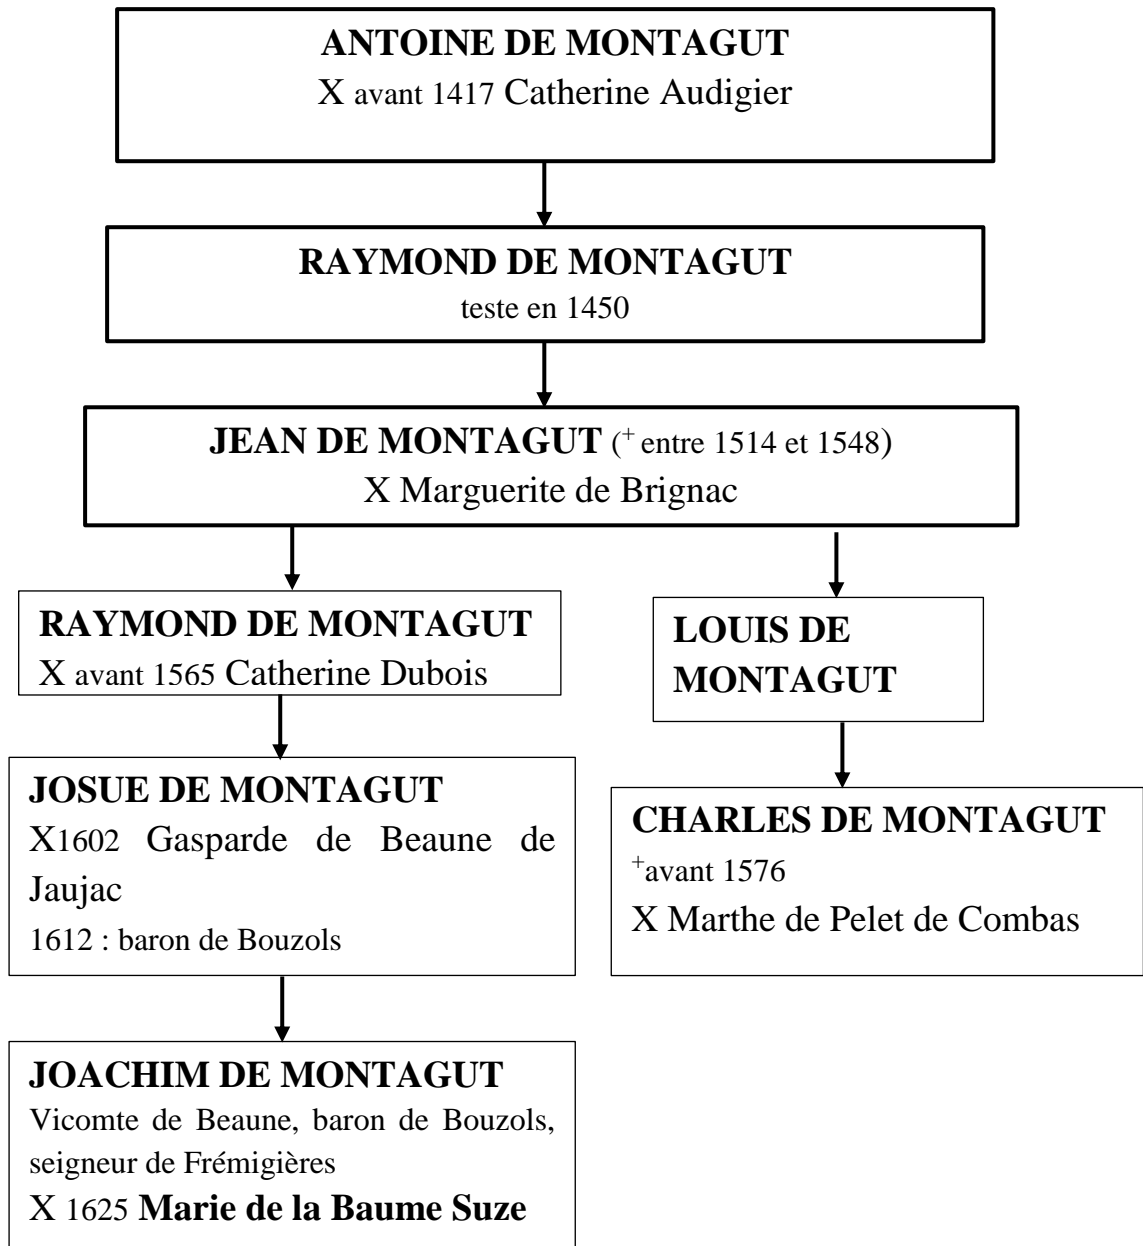 ANTOINE DE MONTAGUT
X avant 1417 Catherine Audigier
RAYMOND DE MONTAGUT
teste en 1450
JEAN DE MONTAGUT (+ entre 1514 et 1548)
X Marguerite de Brignac
RAYMOND DE MONTAGUT
X avant 1565 Catherine Dubois
LOUIS DE
MONTAGUT
JOSUE DE MONTAGUT
X1602 Gasparde de Beaune de
Jaujac
1612 : baron de Bouzols
CHARLES DE MONTAGUT
+avant 1576
X Marthe de Pelet de Combas
JOACHIM DE MONTAGUT
Vicomte de Beaune, baron de Bouzols,
seigneur de Frémigières
X 1625 Marie de la Baume Suze